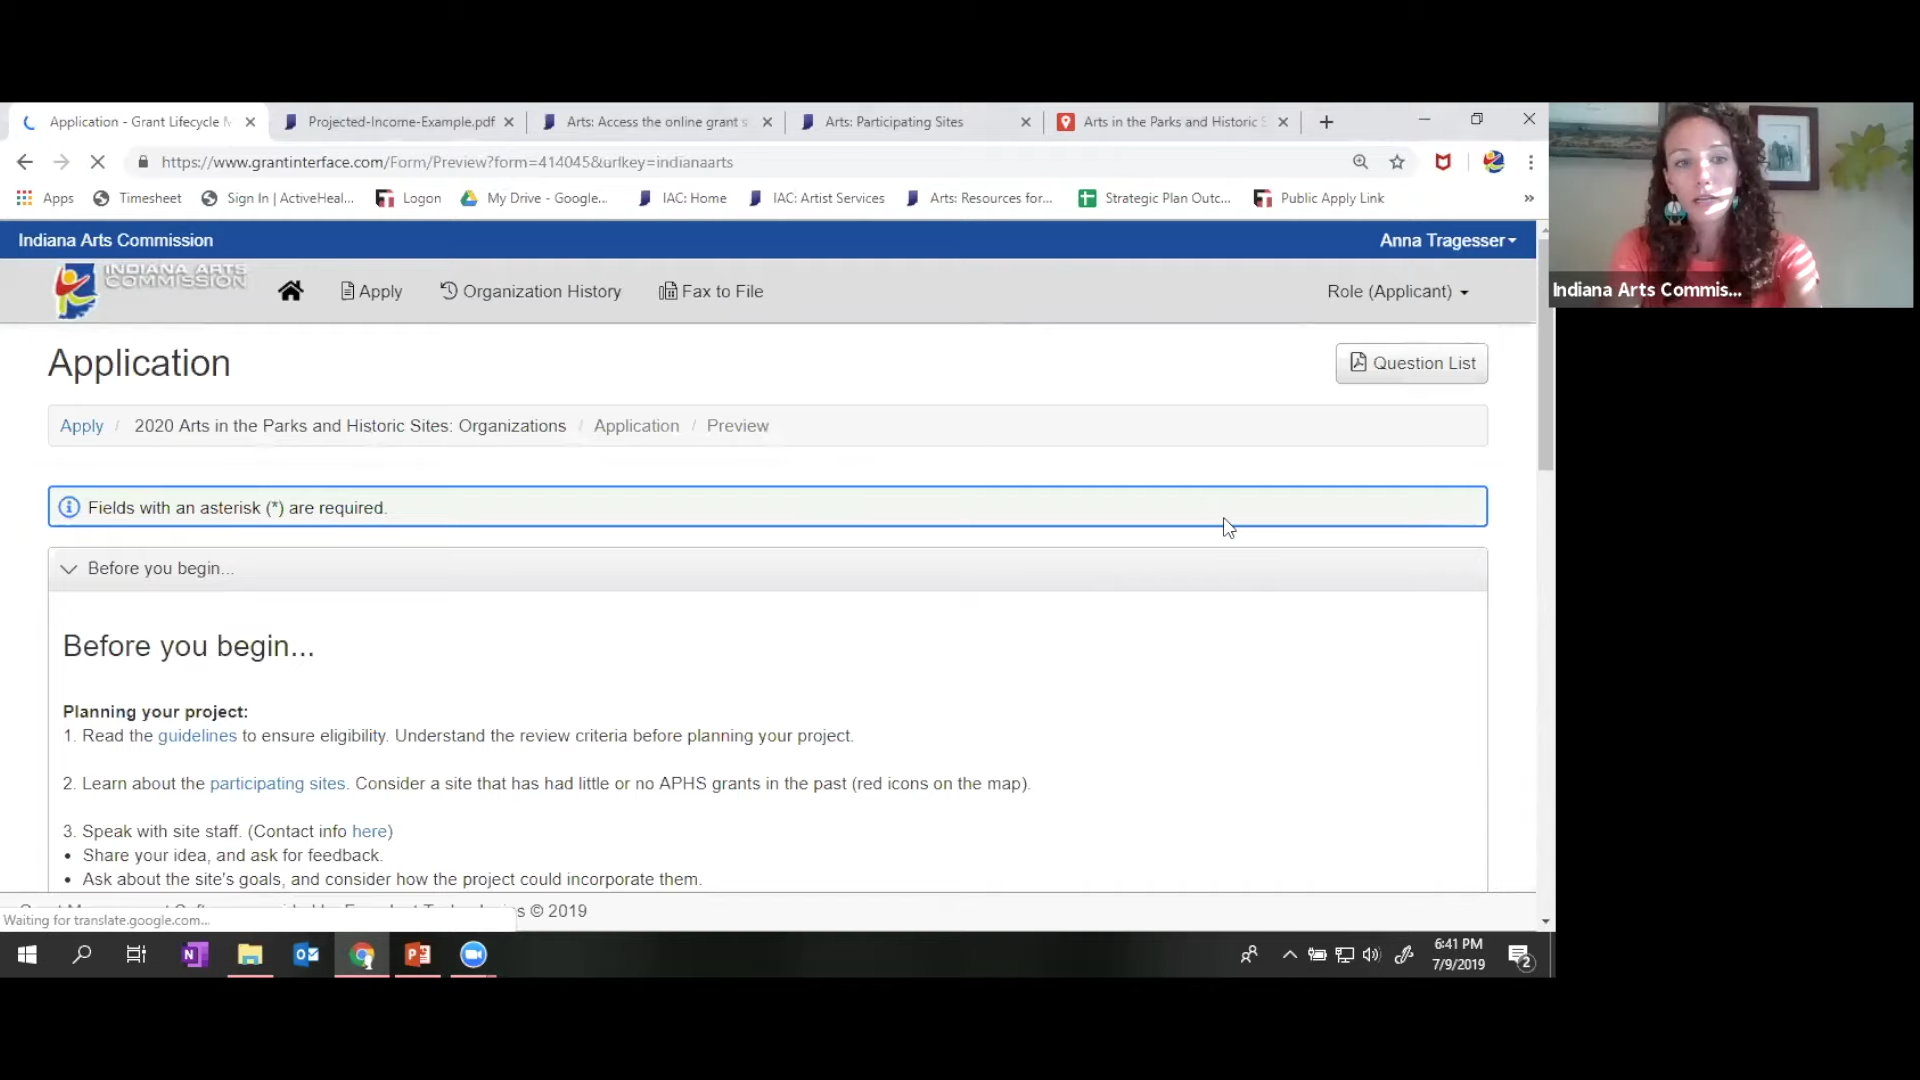 Application - Grant Lifecycle M
Projected-Income-Example.pdf
Arts: Access the online grant s
Arts: Participating Sites
Arts in the Parks and Historic S
https://www.grantinterface.com/Form/Preview?form=414045&urlkey=indianaarts
Apps
Timesheet
Sign In | ActiveHeal...
Logon
My Drive - Google...
IAC: Home
IAC: Artist Services
Arts: Resources for...
Strategic Plan Outc...
Public Apply Link
»
Indiana Arts Commission
Anna Tragesser
INDIANA ARTS
COMMISSION
Apply
Organization History
Fax to File
Role (Applicant)
Indiana Arts Commis...
Application
Question List
Apply / 2020 Arts in the Parks and Historic Sites: Organizations / Application / Preview
Fields with an asterisk (*) are required.
Before you begin...
Before you begin...
Planning your project:
1. Read the guidelines to ensure eligibility. Understand the review criteria before planning your project.
2. Learn about the participating sites. Consider a site that has had little or no APHS grants in the past (red icons on the map).
3. Speak with site staff. (Contact info here)
• Share your idea, and ask for feedback.
• Ask about the site's goals, and consider how the project could incorporate them.
© 2019
Waiting for translate.google.com...
6:41 PM
7/9/2019
2